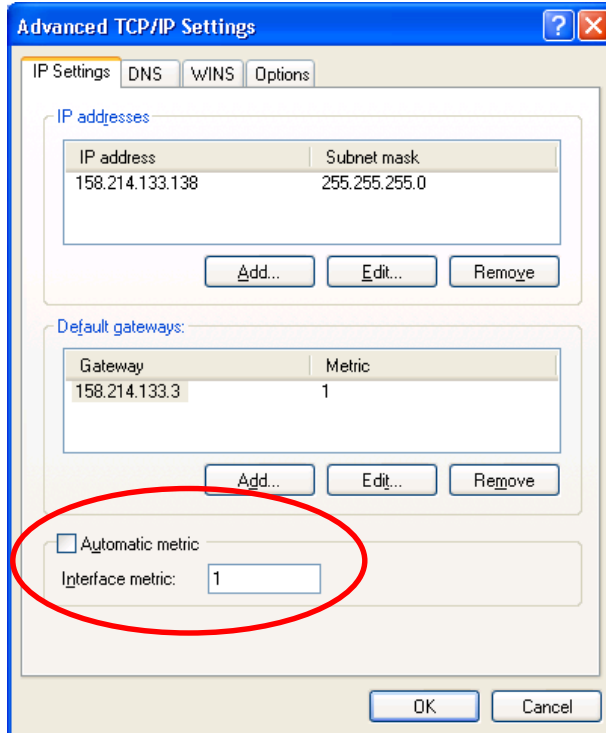 Advanced TCP/IP Settings
IP Settings DNS WINS Options
IP addresses
IP address Subnet mask
158.214.133.138 255.255.255.0
Add... Edit... Remove
Default gateways:
Gateway Metric
158.214.133.3 1
Add... Edit... Remove
Automatic metric
Interface metric: 1
OK Cancel